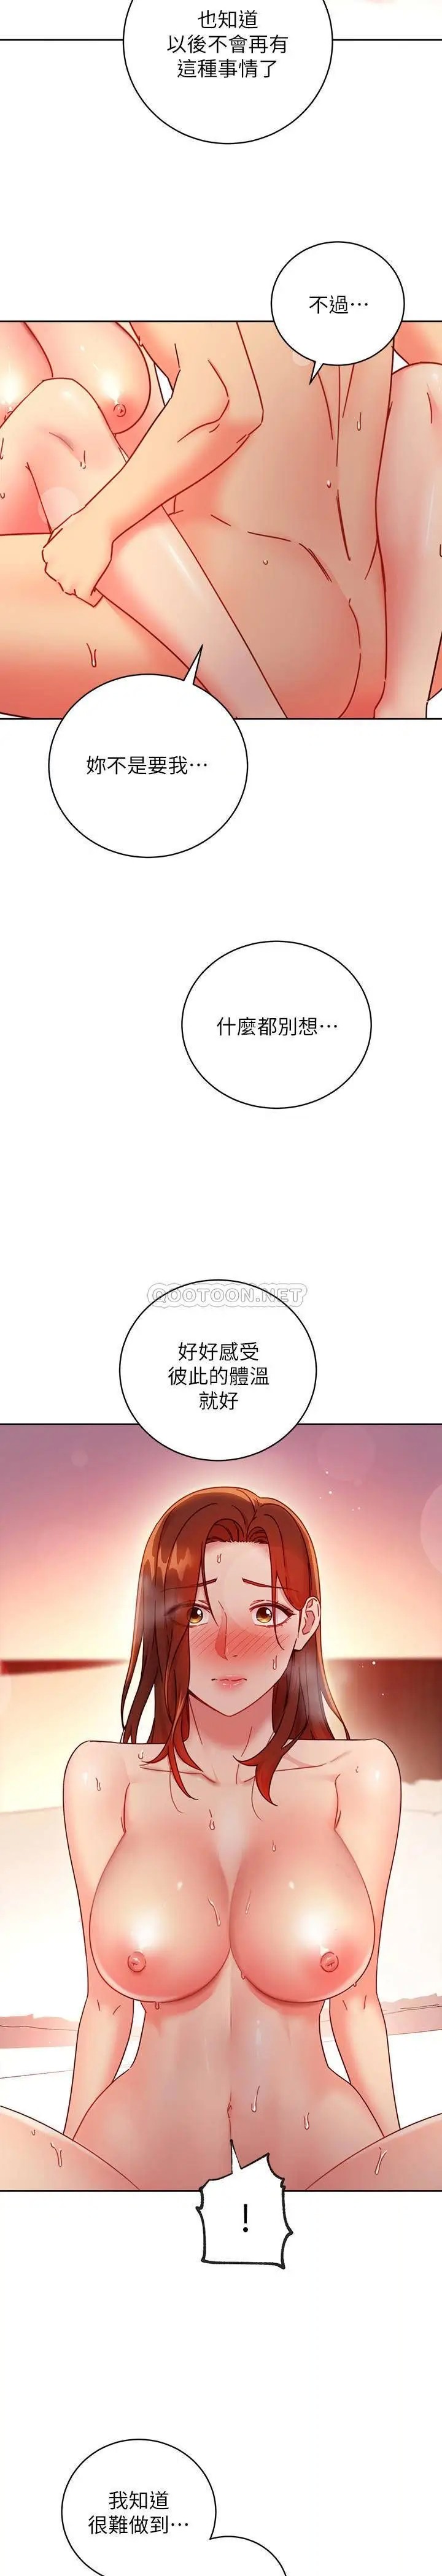 也知道
以後不會再有
這種事情了
不過…
妳不是要我…
什麼都別想…
QOOTOON.NET
好好感受
彼此的體溫
就好
!
我知道
很難做到…